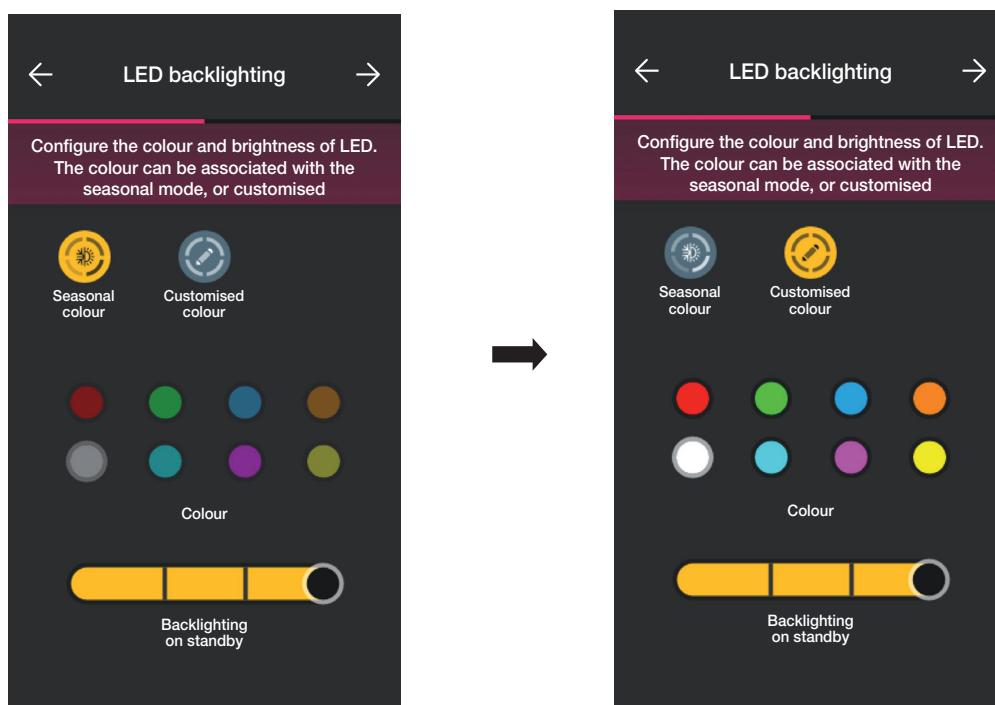 LED backlighting
Configure the colour and brightness of LED.
The colour can be associated with the
seasonal mode, or customised
Seasonal
colour
Customised
colour
Colour
Backlighting
on standby
LED backlighting
Configure the colour and brightness of LED.
The colour can be associated with the
seasonal mode, or customised
Seasonal
colour
Customised
colour
Colour
Backlighting
on standby